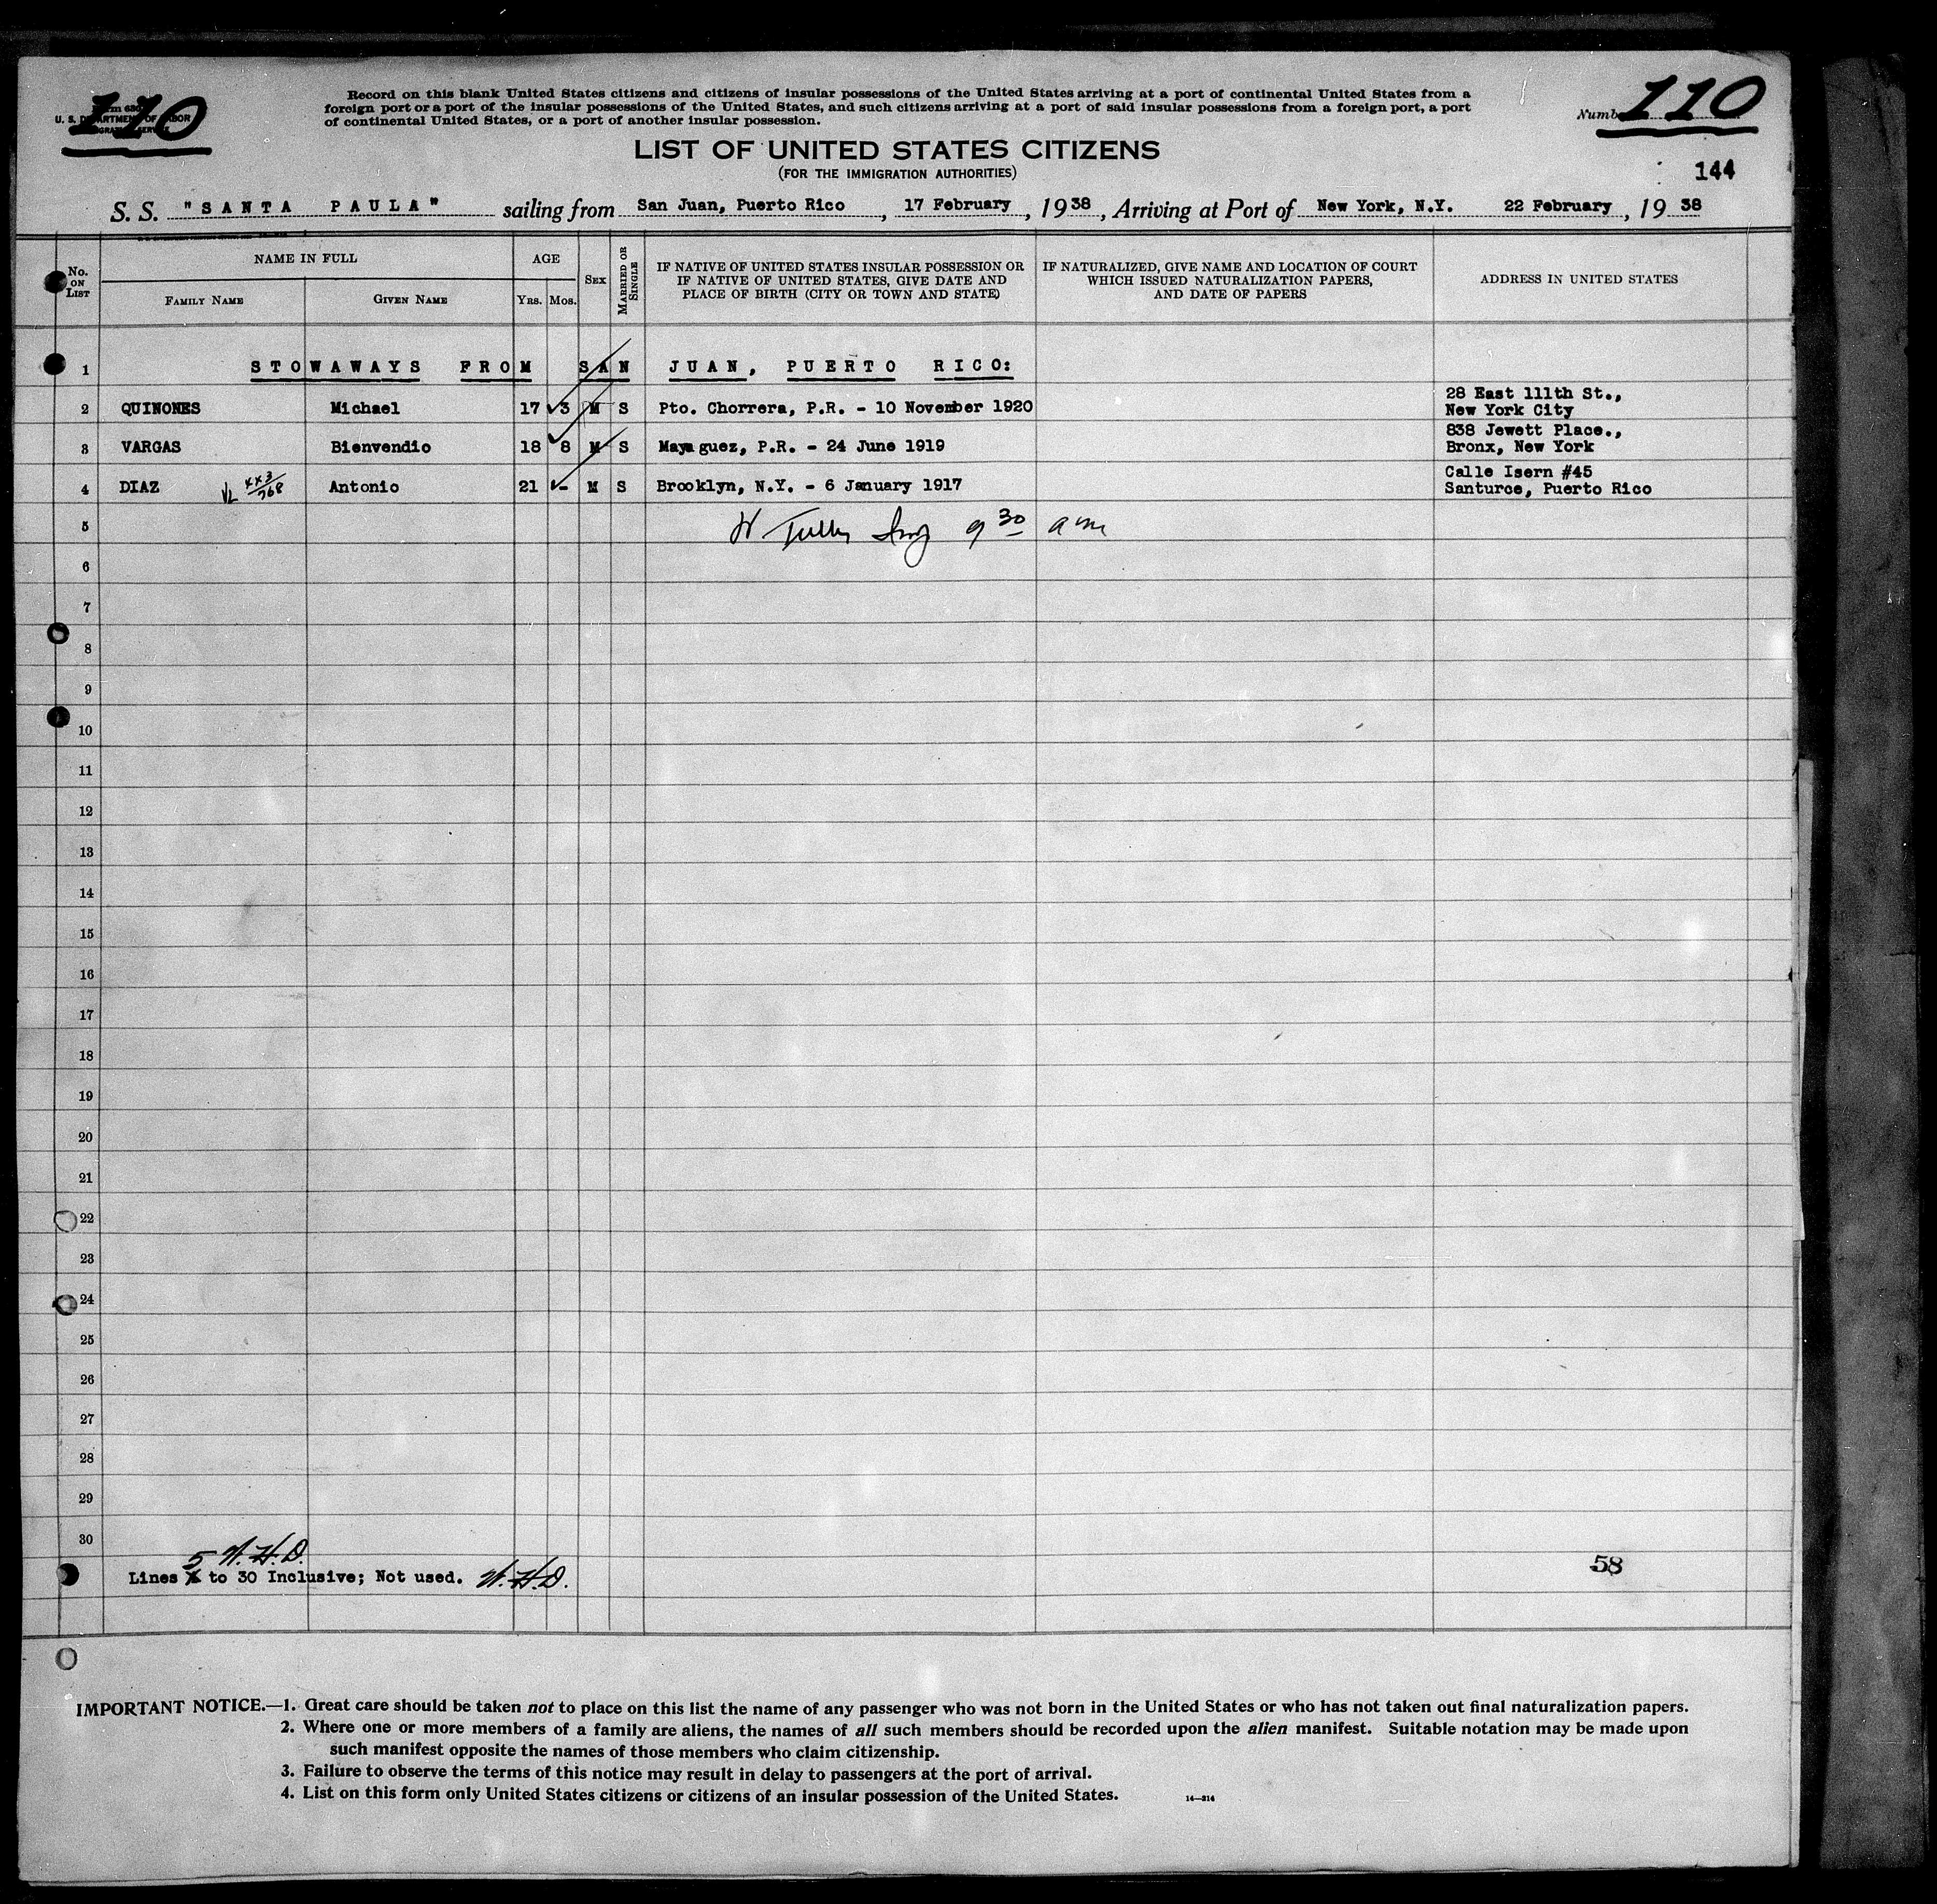 110
U. S. DEPARTMENT OF LABOR
Record on this blank United States citizens and citizens of insular possessions of the United States arriving at a port of continental United States from a
foreign port or a port of the insular possessions of the United States, and such citizens arriving at a port of said insular possessions from a foreign port, a port
of continental United States, or a port of another insular possession.
Number 110
LIST OF UNITED STATES CITIZENS
(FOR THE IMMIGRATION AUTHORITIES)
144
S. S. "SANTA PAULA" sailing from San Juan, Puerto Rico, 17 February, 1938, Arriving at Port of New York, N.Y. 22 February, 1938
No. ON LIST
NAME IN FULL
FAMILY NAME
GIVEN NAME
AGE
YRS.
MOS.
SEX
MARRIED OR SINGLE
IF NATIVE OF UNITED STATES INSULAR POSSESSION OR
IF NATIVE OF UNITED STATES, GIVE DATE AND
PLACE OF BIRTH (CITY OR TOWN AND STATE)
IF NATURALIZED, GIVE NAME AND LOCATION OF COURT
WHICH ISSUED NATURALIZATION PAPERS,
AND DATE OF PAPERS
ADDRESS IN UNITED STATES
1 STOWAWAYS FROM SAN JUAN, PUERTO RICO:
2 QUINONES Michael 17 3 M S Pto. Chorrera, P.R. - 10 November 1920 28 East 111th St.,
New York City
3 VARGAS Bienvendio 18 8 M S Mayaguez, P.R. - 24 June 1919 838 Jewett Place.,
Bronx, New York
4 DIAZ Antonio 21 - M S Brooklyn, N.Y. - 6 January 1917 Calle Isern #45
Santurce, Puerto Rico
5 9 30 am
6
7
8
9
10
11
12
13
14
15
16
17
18
19
20
21
22
23
24
25
26
27
28
29
30
5 W.H.D.
Lines to 30 Inclusive; Not used. W.H.D.
58
IMPORTANT NOTICE.—1. Great care should be taken not to place on this list the name of any passenger who was not born in the United States or who has not taken out final naturalization papers.
2. Where one or more members of a family are aliens, the names of all such members should be recorded upon the alien manifest. Suitable notation may be made upon
such manifest opposite the names of those members who claim citizenship.
3. Failure to observe the terms of this notice may result in delay to passengers at the port of arrival.
4. List on this form only United States citizens or citizens of an insular possession of the United States.
14—314